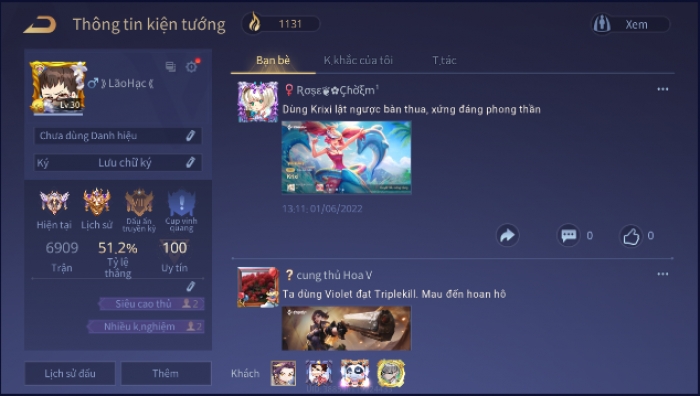 Thông tin kiện tướng
1131
Xem
》LãoHạc《
Lv.30
Chưa dùng Danh hiệu
Ký Lưu chữ ký
Hiện tại Lịch sử Dấu ấn truyền kỳ Cup vinh quang
6909 51.2% 100
Trận Tỷ lệ thắng Uy tín
Siêu cao thủ 2
Nhiều k.nghiệm 2
Lịch sử đấu Thêm
Bạn bè K.khắc của tôi T.tác
Dùng Krixi lật ngược bàn thua, xứng đáng phong thần
Krixi
13:11, 01/06/2022
0 0
? cung thủ Hoa V
Ta dùng Violet đạt Triplekill. Mau đến hoan hô
Khách